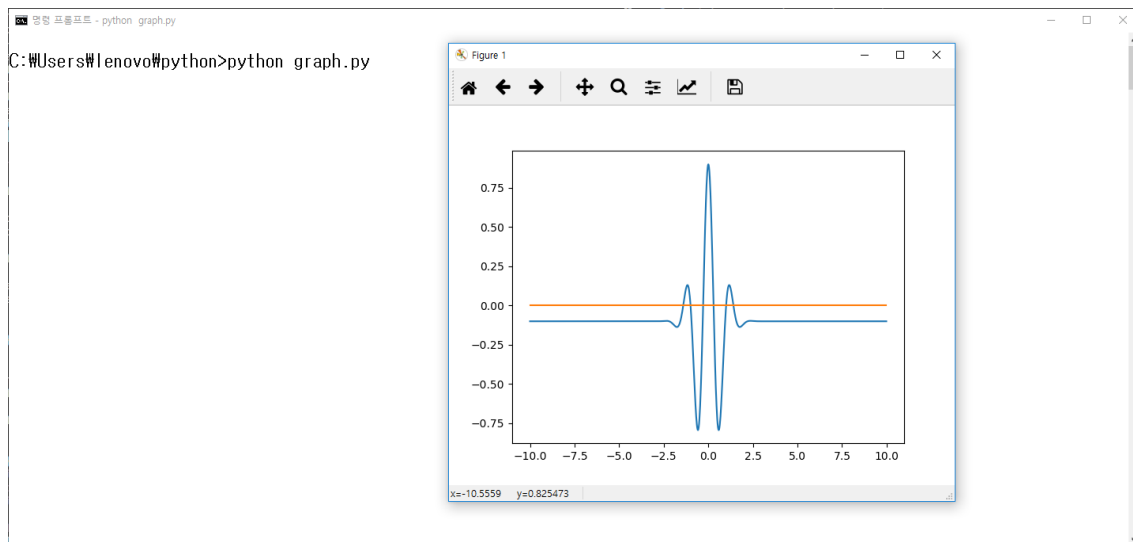 명령 프롬프트 - python  graph.py
C:₩Users₩lenovo₩python>python graph.py
Figure 1
0.75
0.50
0.25
0.00
−0.25
−0.50
−0.75
−10.0 −7.5 −5.0 −2.5 0.0 2.5 5.0 7.5 10.0
x=-10.5559 y=0.825473